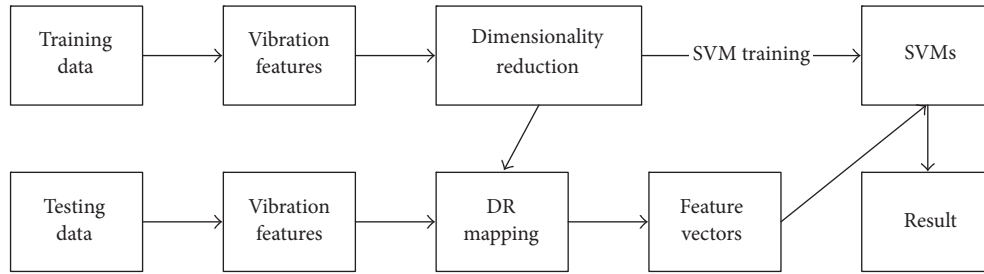 Training
data
Vibration
features
Dimensionality
reduction
SVM training
SVMs
Testing
data
Vibration
features
DR
mapping
Feature
vectors
Result